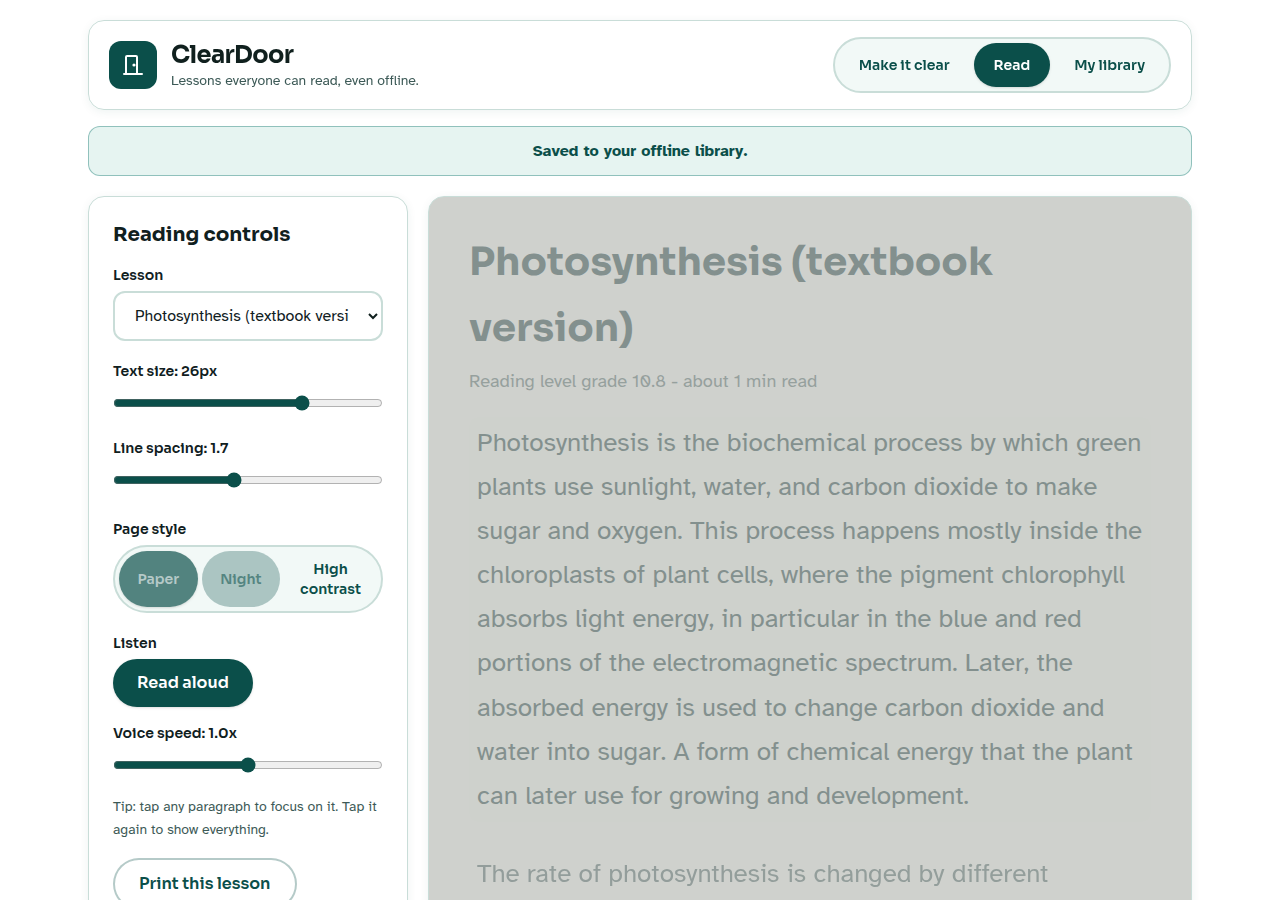 ClearDoor
Lessons everyone can read, even offline.
Make it clear
Read
My library
Saved to your offline library.
Reading controls
Lesson
Photosynthesis (textbook versi
Text size: 26px
Line spacing: 1.7
Page style
Paper
Night
High
contrast
Listen
Read aloud
Voice speed: 1.0x
Tip: tap any paragraph to focus on it. Tap it
again to show everything.
Print this lesson
Photosynthesis (textbook
version)
Reading level grade 10.8 - about 1 min read
Photosynthesis is the biochemical process by which green
plants use sunlight, water, and carbon dioxide to make
sugar and oxygen. This process happens mostly inside the
chloroplasts of plant cells, where the pigment chlorophyll
absorbs light energy, in particular in the blue and red
portions of the electromagnetic spectrum. Later, the
absorbed energy is used to change carbon dioxide and
water into sugar. A form of chemical energy that the plant
can later use for growing and development.
The rate of photosynthesis is changed by different